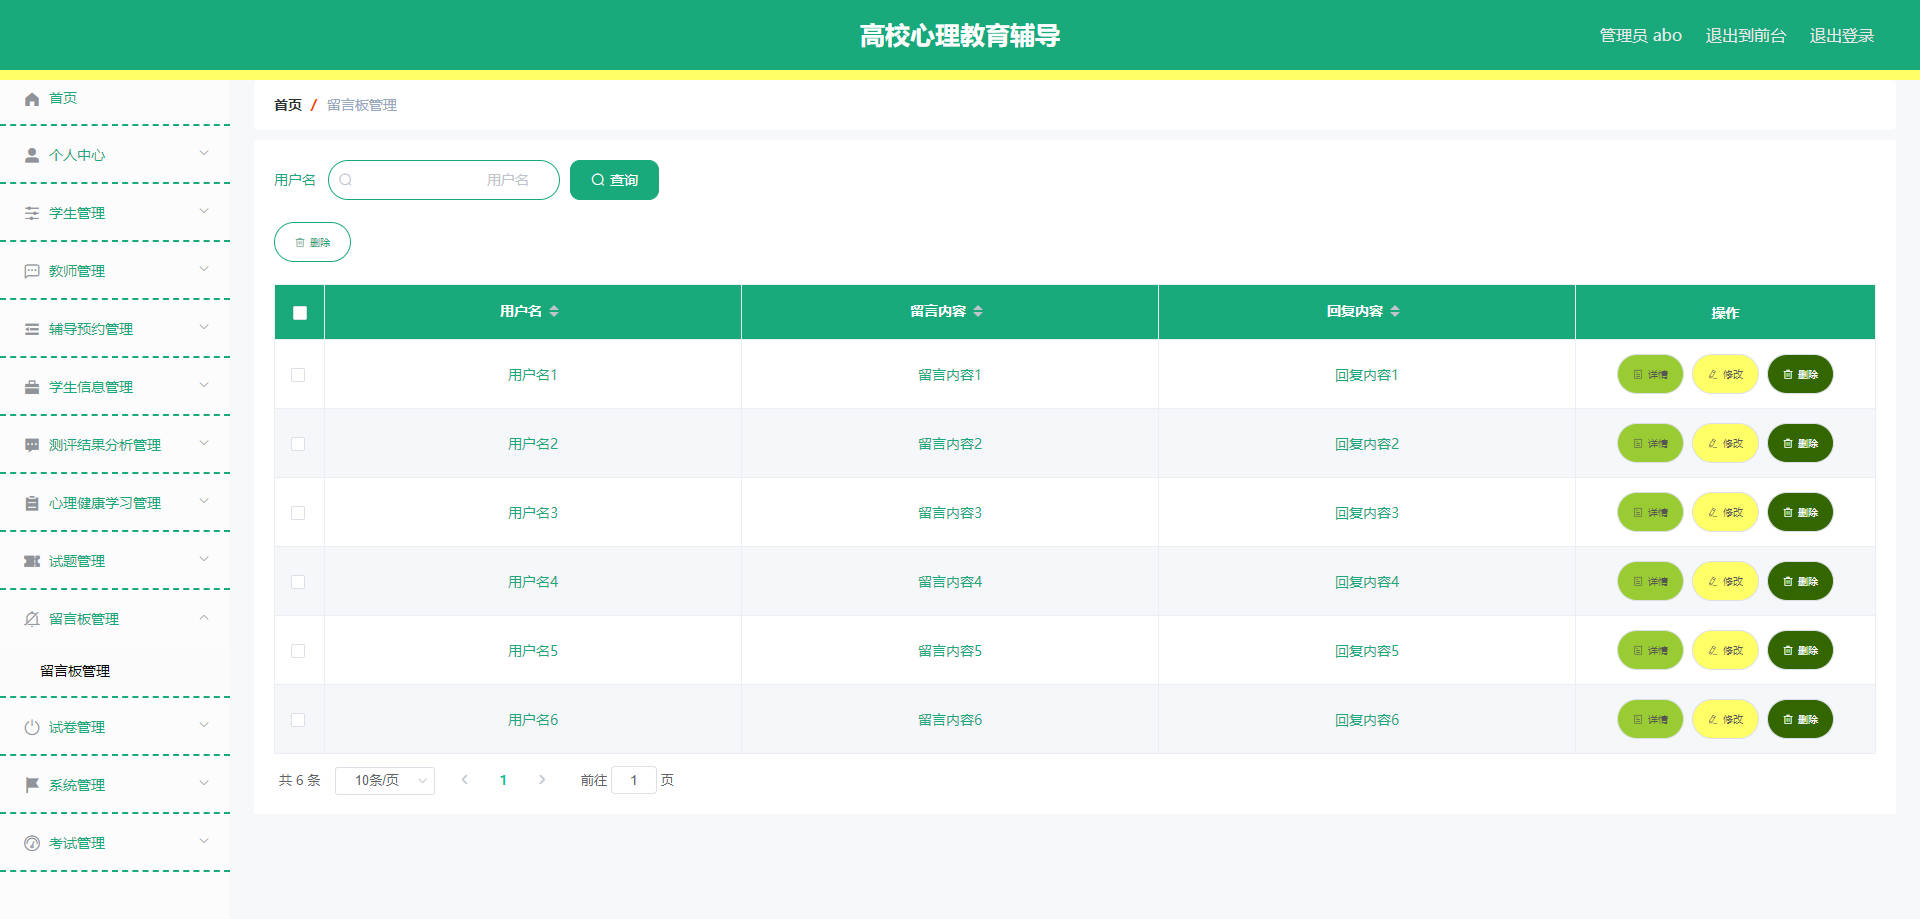 高校心理教育辅导
管理员 abo 退出到前台 退出登录
首页
个人中心
学生管理
教师管理
辅导预约管理
学生信息管理
测评结果分析管理
心理健康学习管理
试题管理
留言板管理
留言板管理
试卷管理
系统管理
考试管理
首页 / 留言板管理
用户名 用户名 查询
删除
用户名 留言内容 回复内容 操作
用户名1 留言内容1 回复内容1 详情 修改 删除
用户名2 留言内容2 回复内容2 详情 修改 删除
用户名3 留言内容3 回复内容3 详情 修改 删除
用户名4 留言内容4 回复内容4 详情 修改 删除
用户名5 留言内容5 回复内容5 详情 修改 删除
用户名6 留言内容6 回复内容6 详情 修改 删除
共 6 条 10条/页 1 前往 1 页